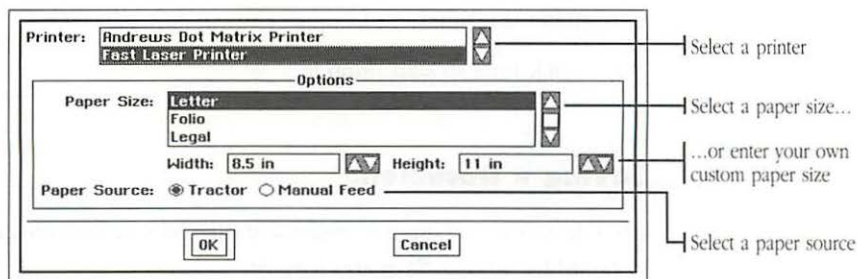 Printer: Andrews Dot Matrix Printer
Fast Laser Printer
Select a printer
Options
Paper Size: Letter
Folio
Legal
Select a paper size...
Width: 8.5 in Height: 11 in
...or enter your own
custom paper size
Paper Source: Tractor Manual Feed
Select a paper source
OK Cancel